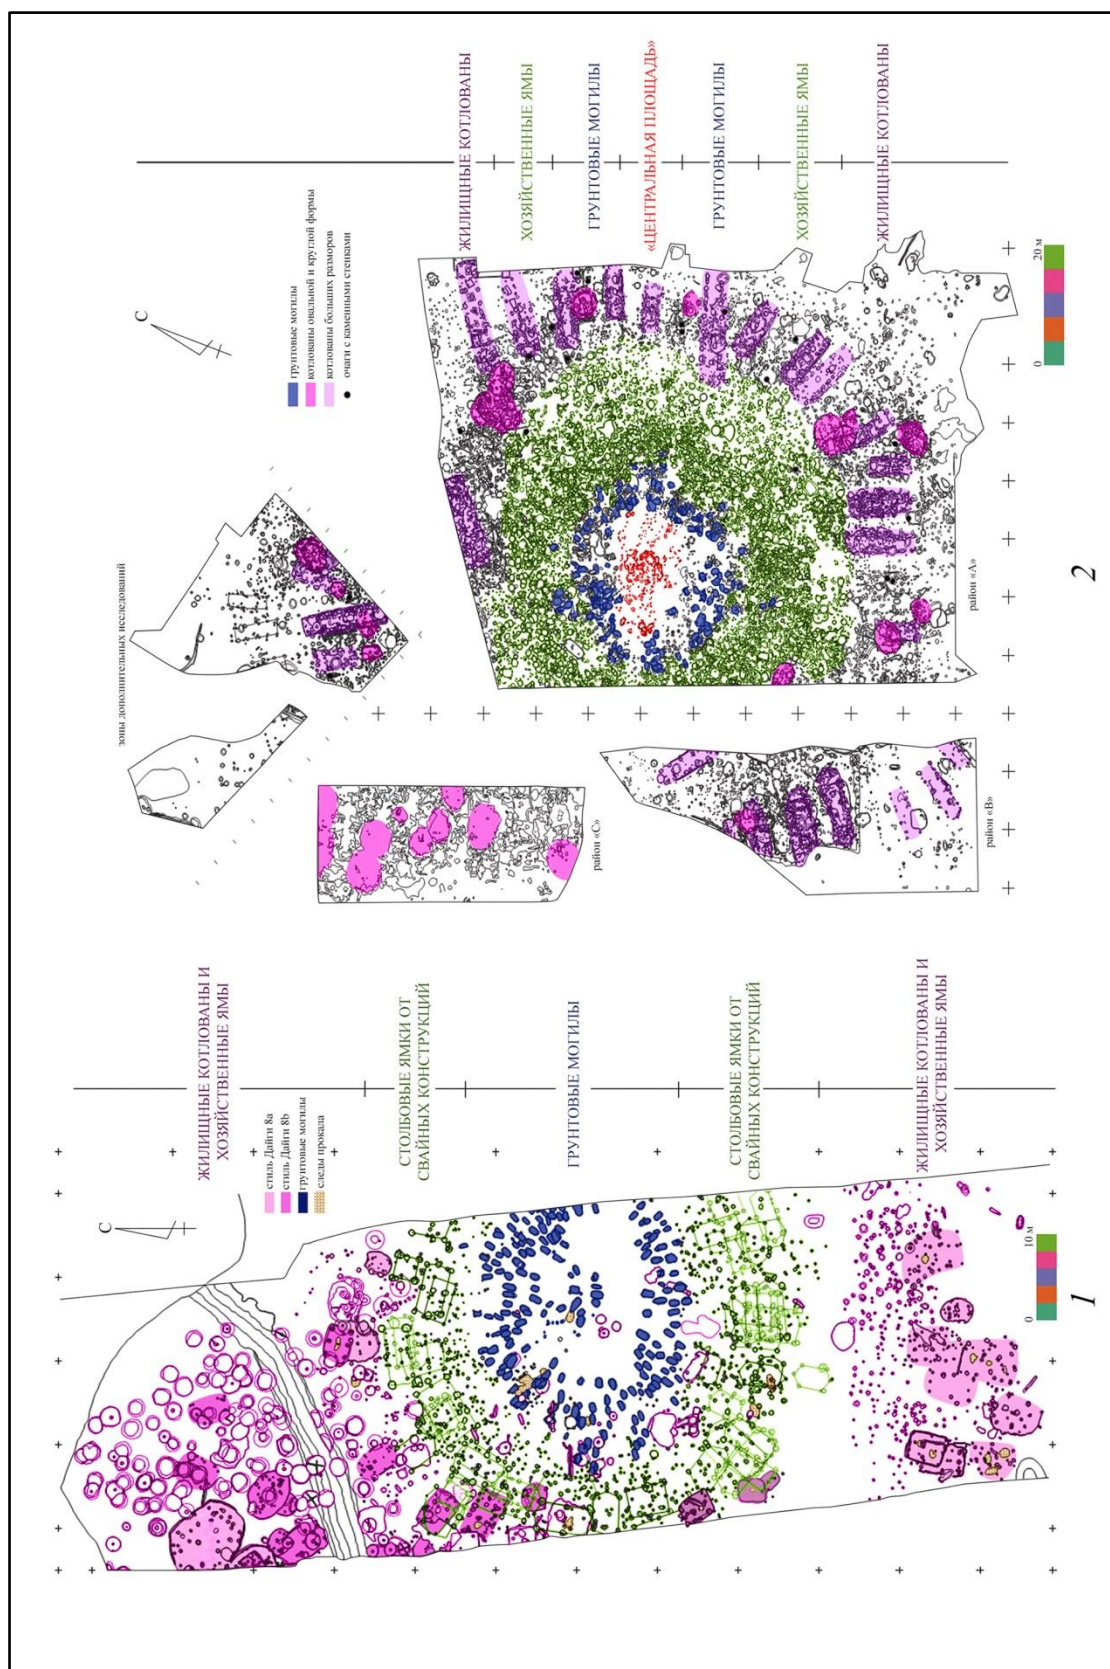 ЖИЛИЩНЫЕ КОТЛОВАНЫ И
ХОЗЯЙСТВЕННЫЕ ЯМЫ
СТОЛБОВЫЕ ЯМКИ ОТ
СВАЙНЫХ КОНСТРУКЦИЙ
ГРУНТОВЫЕ МОГИЛЫ
СТОЛБОВЫЕ ЯМКИ ОТ
СВАЙНЫХ КОНСТРУКЦИЙ
ЖИЛИЩНЫЕ КОТЛОВАНЫ И
ХОЗЯЙСТВЕННЫЕ ЯМЫ
С
стиль Дайги 8a
стиль Дайги 8b
грунтовые могилы
следы прокала
0
10 м
1
ЖИЛИЩНЫЕ КОТЛОВАНЫ
ХОЗЯЙСТВЕННЫЕ ЯМЫ
ГРУНТОВЫЕ МОГИЛЫ
«ЦЕНТРАЛЬНАЯ ПЛОЩАДЬ»
ГРУНТОВЫЕ МОГИЛЫ
ХОЗЯЙСТВЕННЫЕ ЯМЫ
ЖИЛИЩНЫЕ КОТЛОВАНЫ
С
грунтовые могилы
котлованы овальной и круглой формы
котлованы больших разморов
очаги с каменными стенками
зоны дополнительных исследований
район «С»
район «В»
район «А»
0
20 м
2